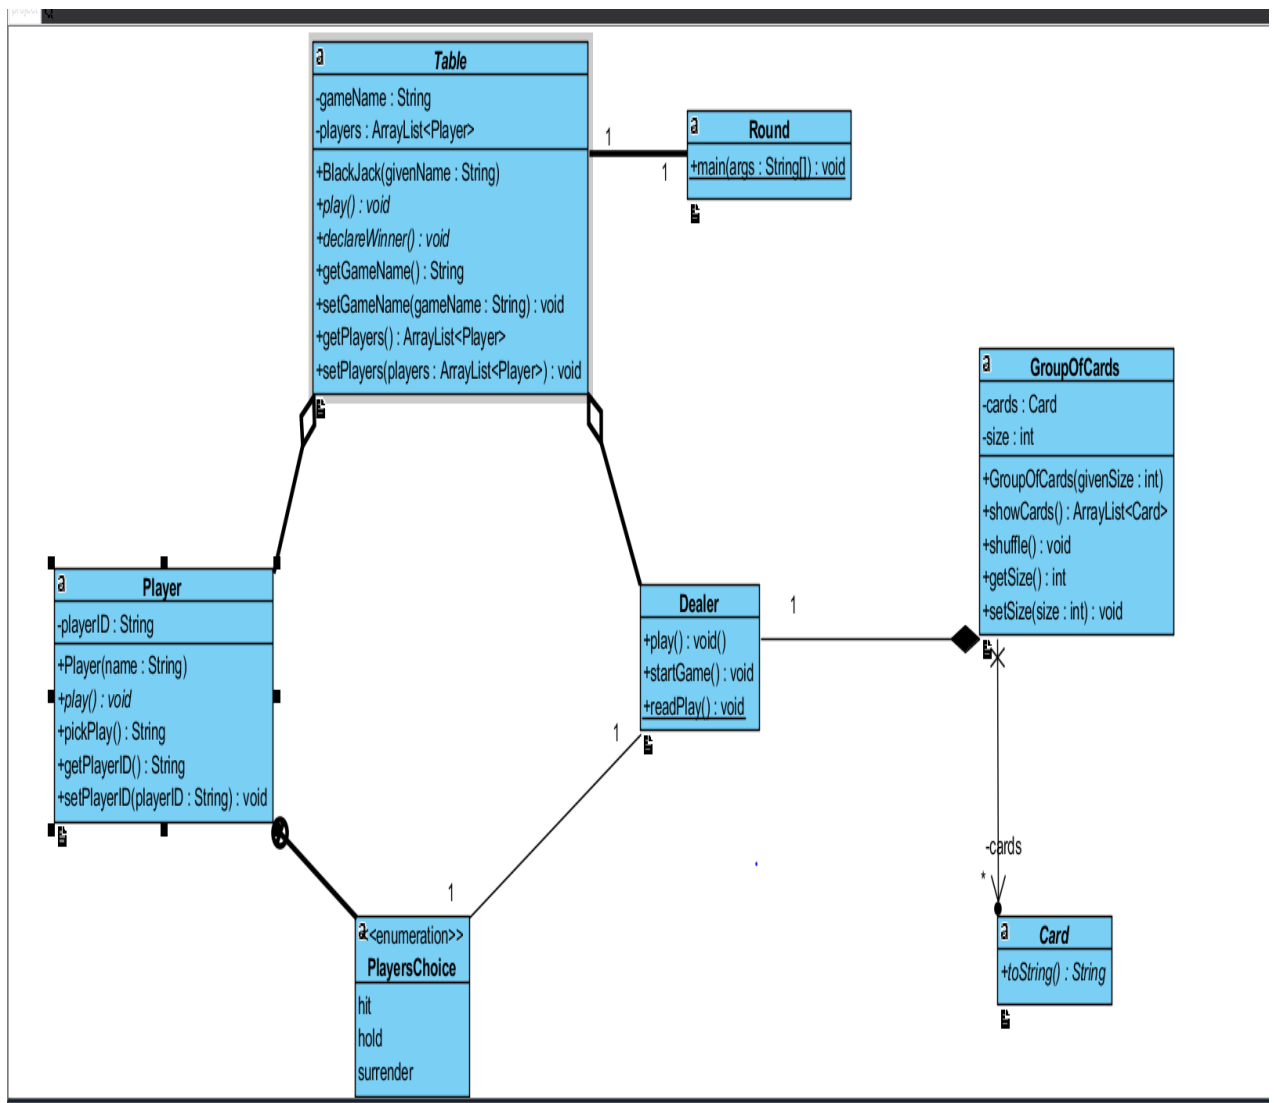 Table
-gameName : String
-players : ArrayList<Player>
+BlackJack(givenName : String)
+play() : void
+declareWinner() : void
+getGameName() : String
+setGameName(gameName : String) : void
+getPlayers() : ArrayList<Player>
+setPlayers(players : ArrayList<Player>) : void
1
1
Round
+main(args : String[]) : void
GroupOfCards
-cards : Card
-size : int
+GroupOfCards(givenSize : int)
+showCards() : ArrayList<Card>
+shuffle() : void
+getSize() : int
+setSize(size : int) : void
Player
-playerID : String
+Player(name : String)
+play() : void
+pickPlay() : String
+getPlayerID() : String
+setPlayerID(playerID : String) : void
Dealer
+play() : void()
+startGame() : void
+readPlay() : void
1
1
1
-cards
*
<<enumeration>>
PlayersChoice
hit
hold
surrender
Card
+toString() : String